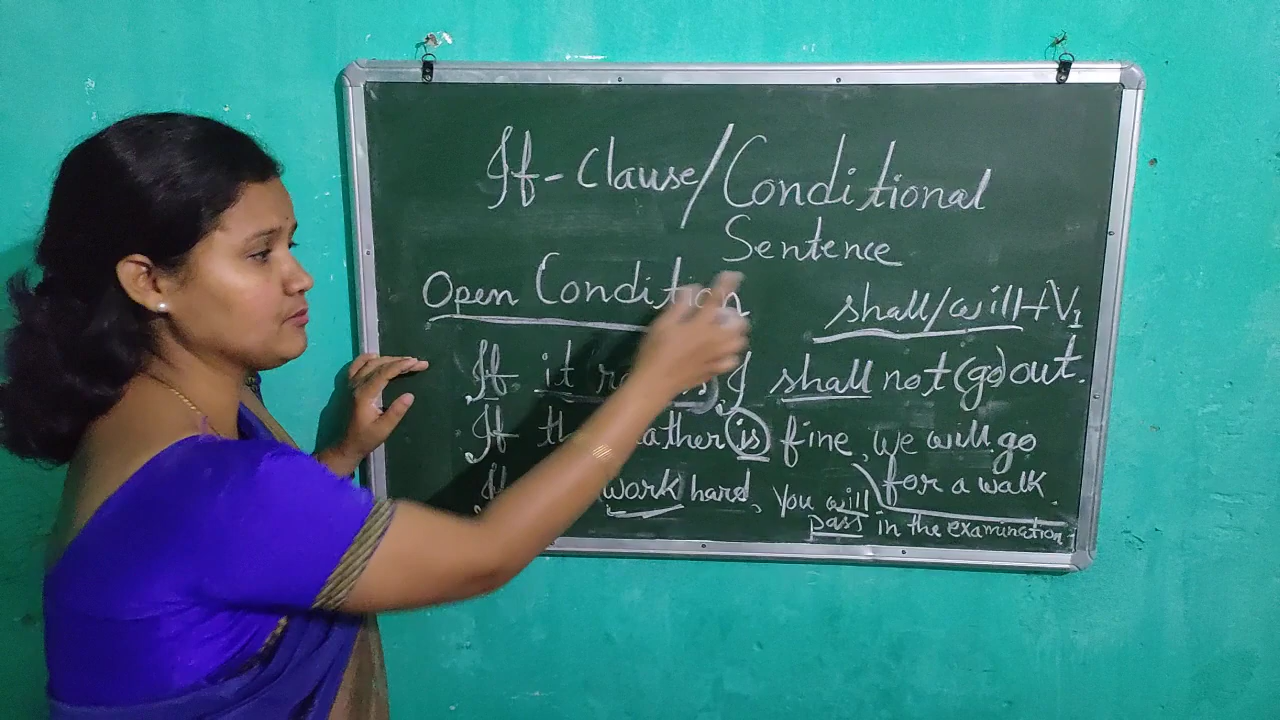 If - Clause/Conditional
Sentence
Open Condition shall/will+V1
If it I shall not (go) out.
If is fine, we will go
for a walk.
If work hard, you will
pass in the examination.